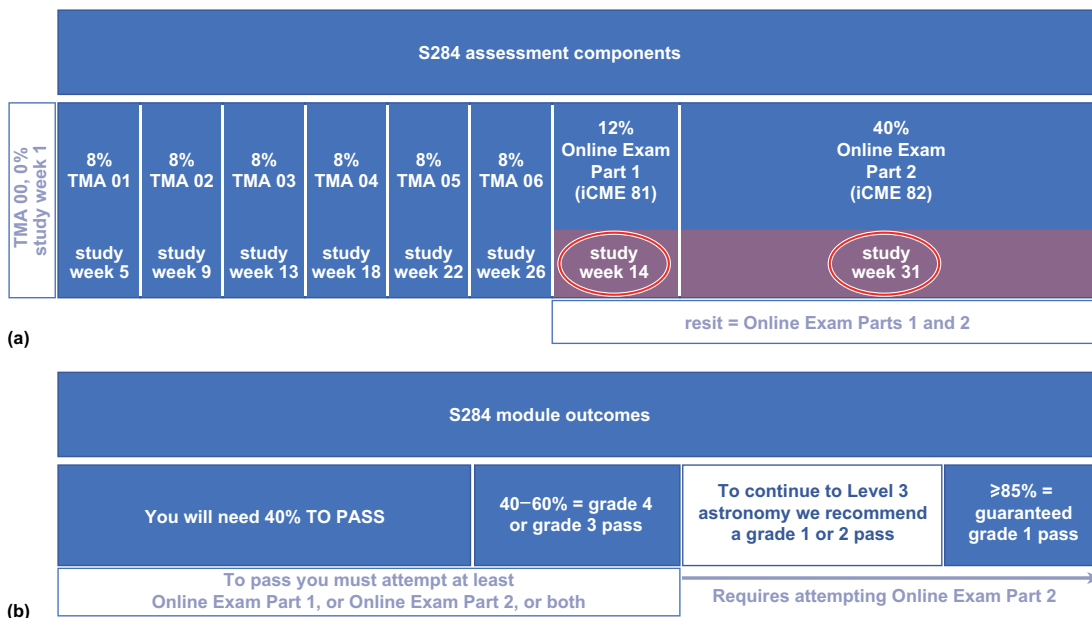 S284 assessment components
TMA 00, 0%
study week 1
8%
TMA 01
study
week 5
8%
TMA 02
study
week 9
8%
TMA 03
study
week 13
8%
TMA 04
study
week 18
8%
TMA 05
study
week 22
8%
TMA 06
study
week 26
12%
Online Exam
Part 1
(iCME 81)
study
week 14
40%
Online Exam
Part 2
(iCME 82)
study
week 31
resit = Online Exam Parts 1 and 2
(a)
S284 module outcomes
You will need 40% TO PASS
40−60% = grade 4
or grade 3 pass
To continue to Level 3
astronomy we recommend
a grade 1 or 2 pass
≥85% =
guaranteed
grade 1 pass
To pass you must attempt at least
Online Exam Part 1, or Online Exam Part 2, or both
Requires attempting Online Exam Part 2
(b)